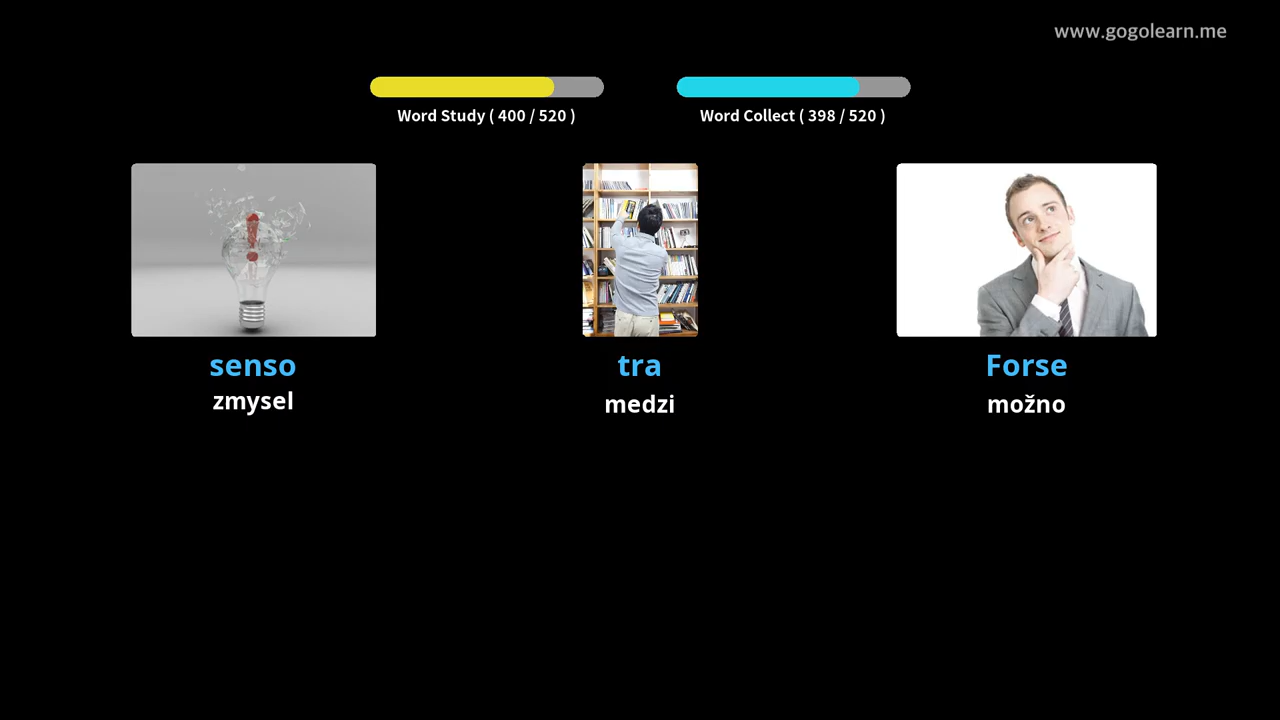 www.gogolearn.me
Word Study ( 400 / 520 )
Word Collect ( 398 / 520 )
senso
zmysel
tra
medzi
Forse
možno